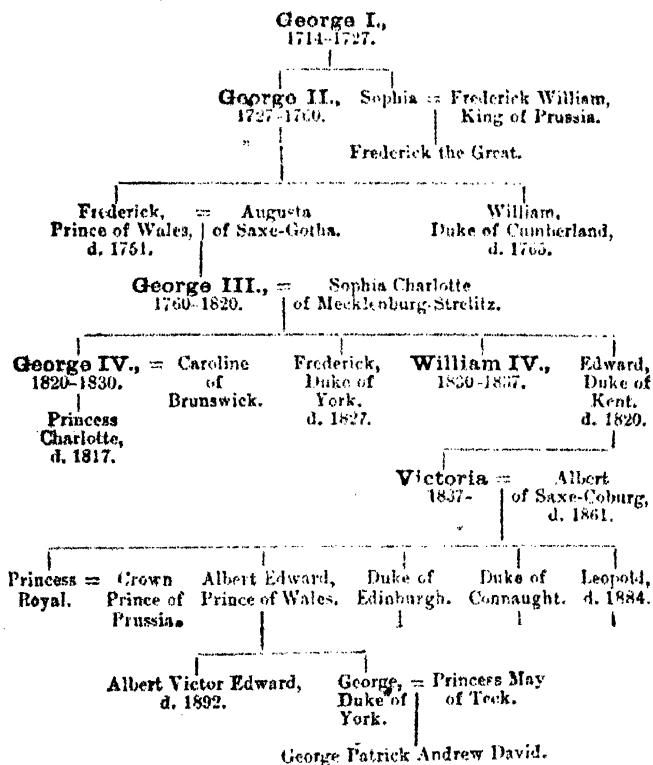 George I.,
1714-1727.
George II., Sophia = Frederick William,
1727-1760. King of Prussia.
Frederick the Great.
Frederick, = Augusta William,
Prince of Wales, of Saxe-Gotha. Duke of Cumberland,
d. 1751. d. 1765.
George III., = Sophia Charlotte
1760-1820. of Mecklenburg-Strelitz.
George IV., = Caroline Frederick, William IV., Edward,
1820-1830. of Duke of 1830-1837. Duke of
Brunswick. York. Kent.
Princess d. 1827. d. 1820.
Charlotte,
d. 1817.
Victoria = Albert
1837- of Saxe-Coburg,
d. 1861.
Princess = Crown Albert Edward, Duke of Duke of Leopold,
Royal. Prince of Prince of Wales. Edinburgh. Connaught. d. 1884.
Prussia.
Albert Victor Edward, George, = Princess May
d. 1892. Duke of of Teck.
York.
George Patrick Andrew David.